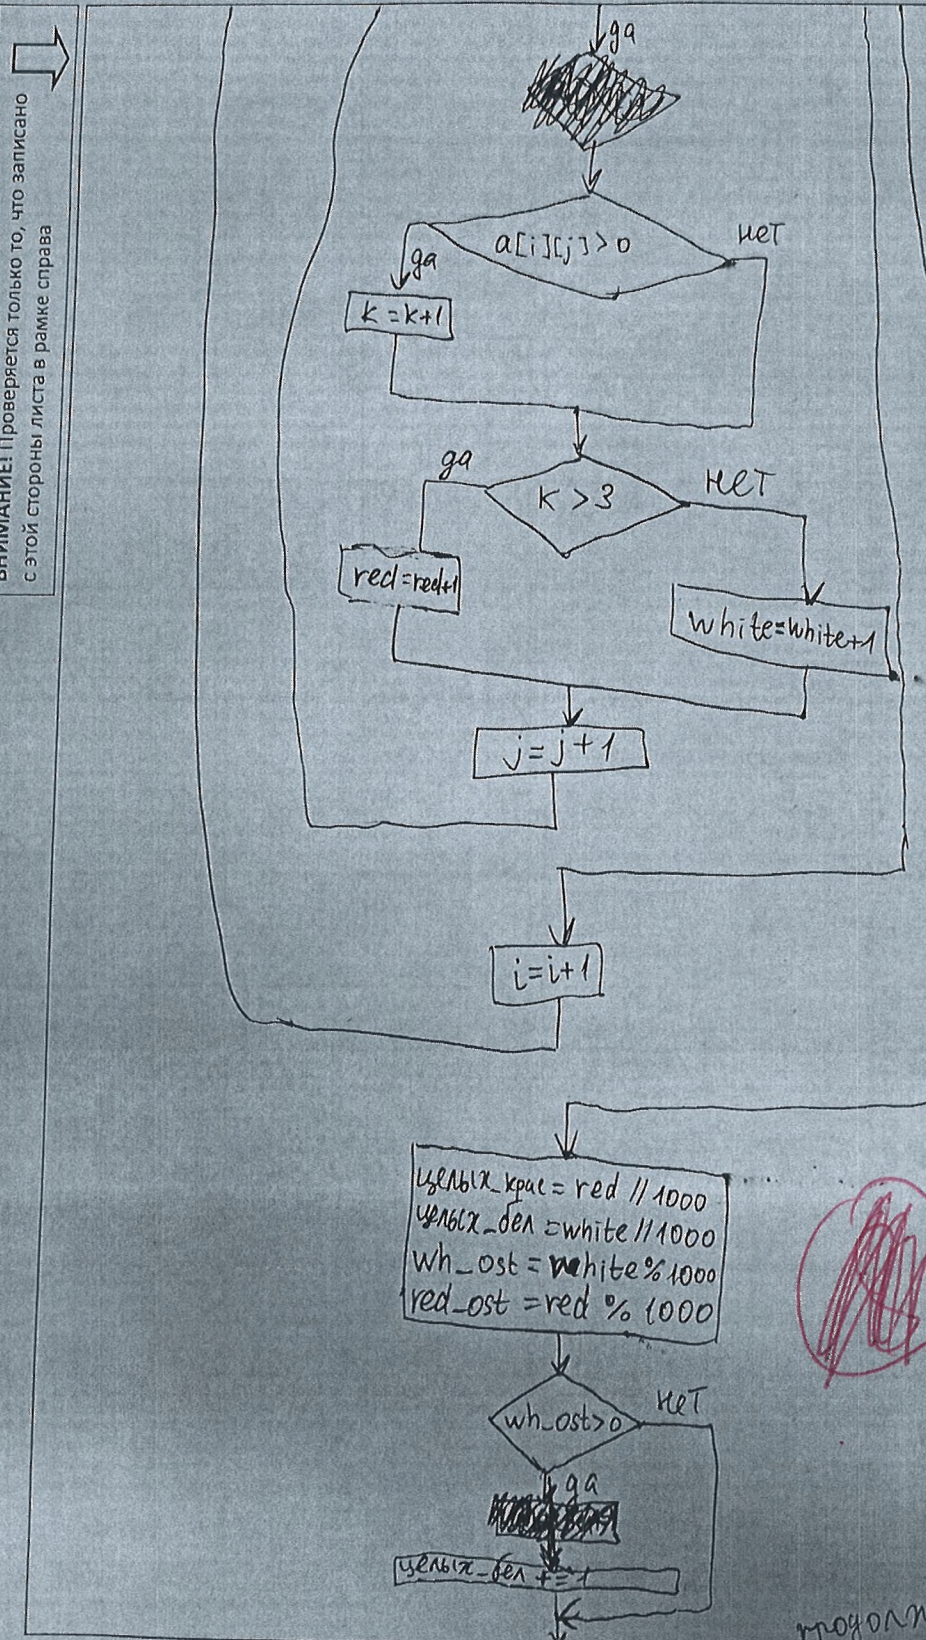 ВНИМАНИЕ! Проверяется только то, что записано
с этой стороны листа в рамке справа
да
a[i][j]>0
нет
да
k=k+1
да
k>3
нет
red=red+1
white=white+1
j=j+1
i=i+1
целых_крас=red//1000
целых_бел=white//1000
wh_ost=white%1000
red_ost=red%1000
wh_ost>0
нет
да
целых_бел+=1